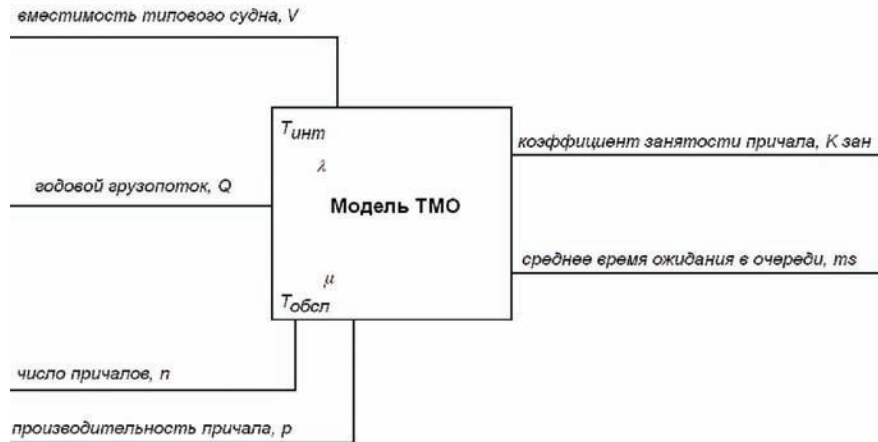 вместимость типового судна, V
Tинт
коэффициент занятости причала, К зан
λ
годовой грузопоток, Q
Модель ТМО
среднее время ожидания в очереди, ms
μ
Tобсл
число причалов, n
производительность причала, p